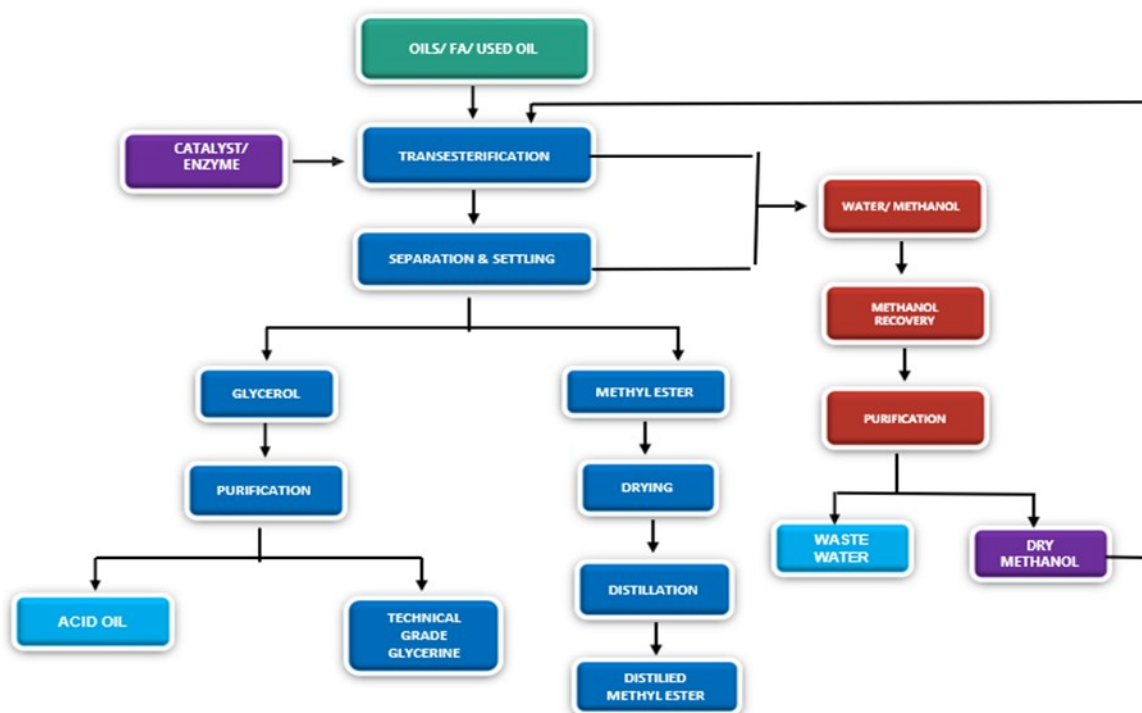 OILS/ FA/ USED OIL
CATALYST/
ENZYME
TRANSESTERIFICATION
WATER/ METHANOL
SEPARATION & SETTLING
METHANOL
RECOVERY
GLYCEROL
METHYL ESTER
PURIFICATION
PURIFICATION
DRYING
WASTE
WATER
DRY
METHANOL
ACID OIL
TECHNICAL
GRADE
GLYCERINE
DISTILLATION
DISTILIED
METHYL ESTER